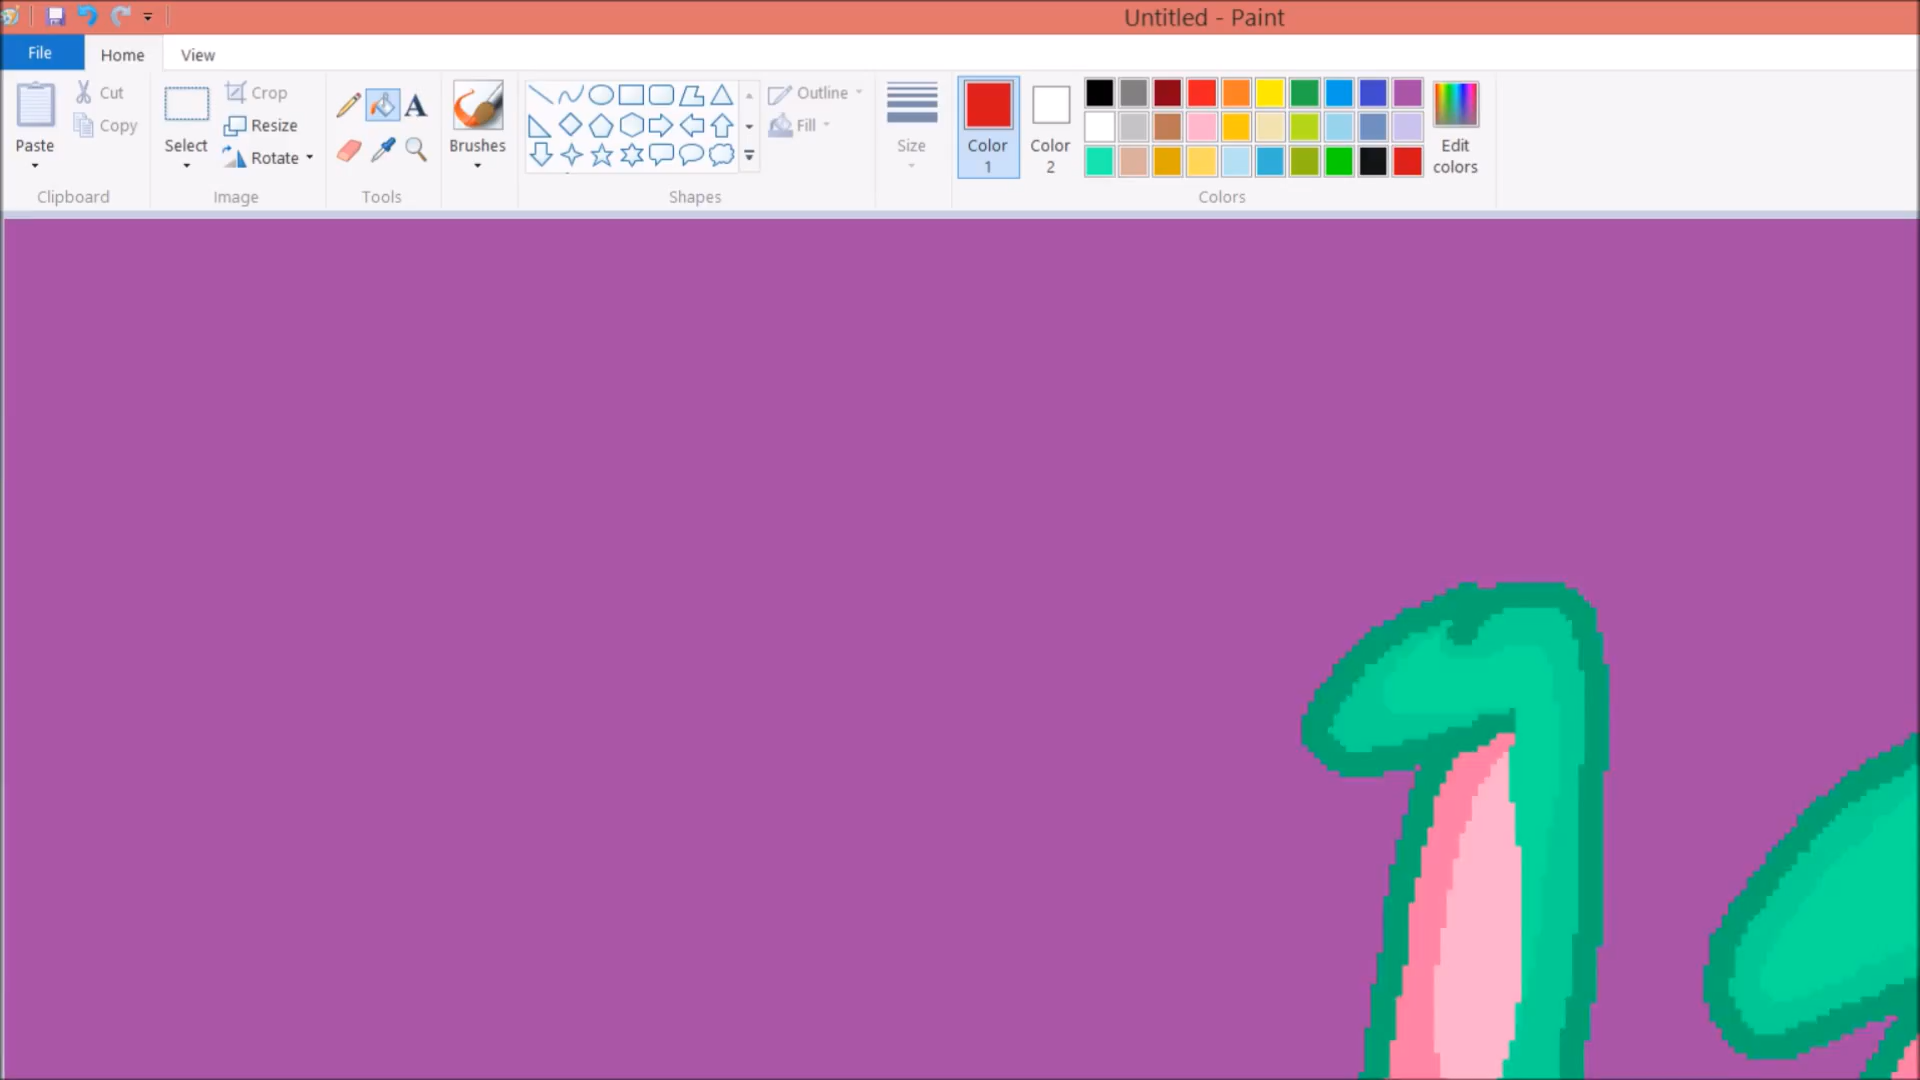 Untitled - Paint
File Home View
Paste
Cut
Copy
Clipboard
Select
Crop
Resize
Rotate
Image
A
Tools
Brushes
Shapes
Outline
Fill
Size
Color
1
Color
2
Edit
colors
Colors